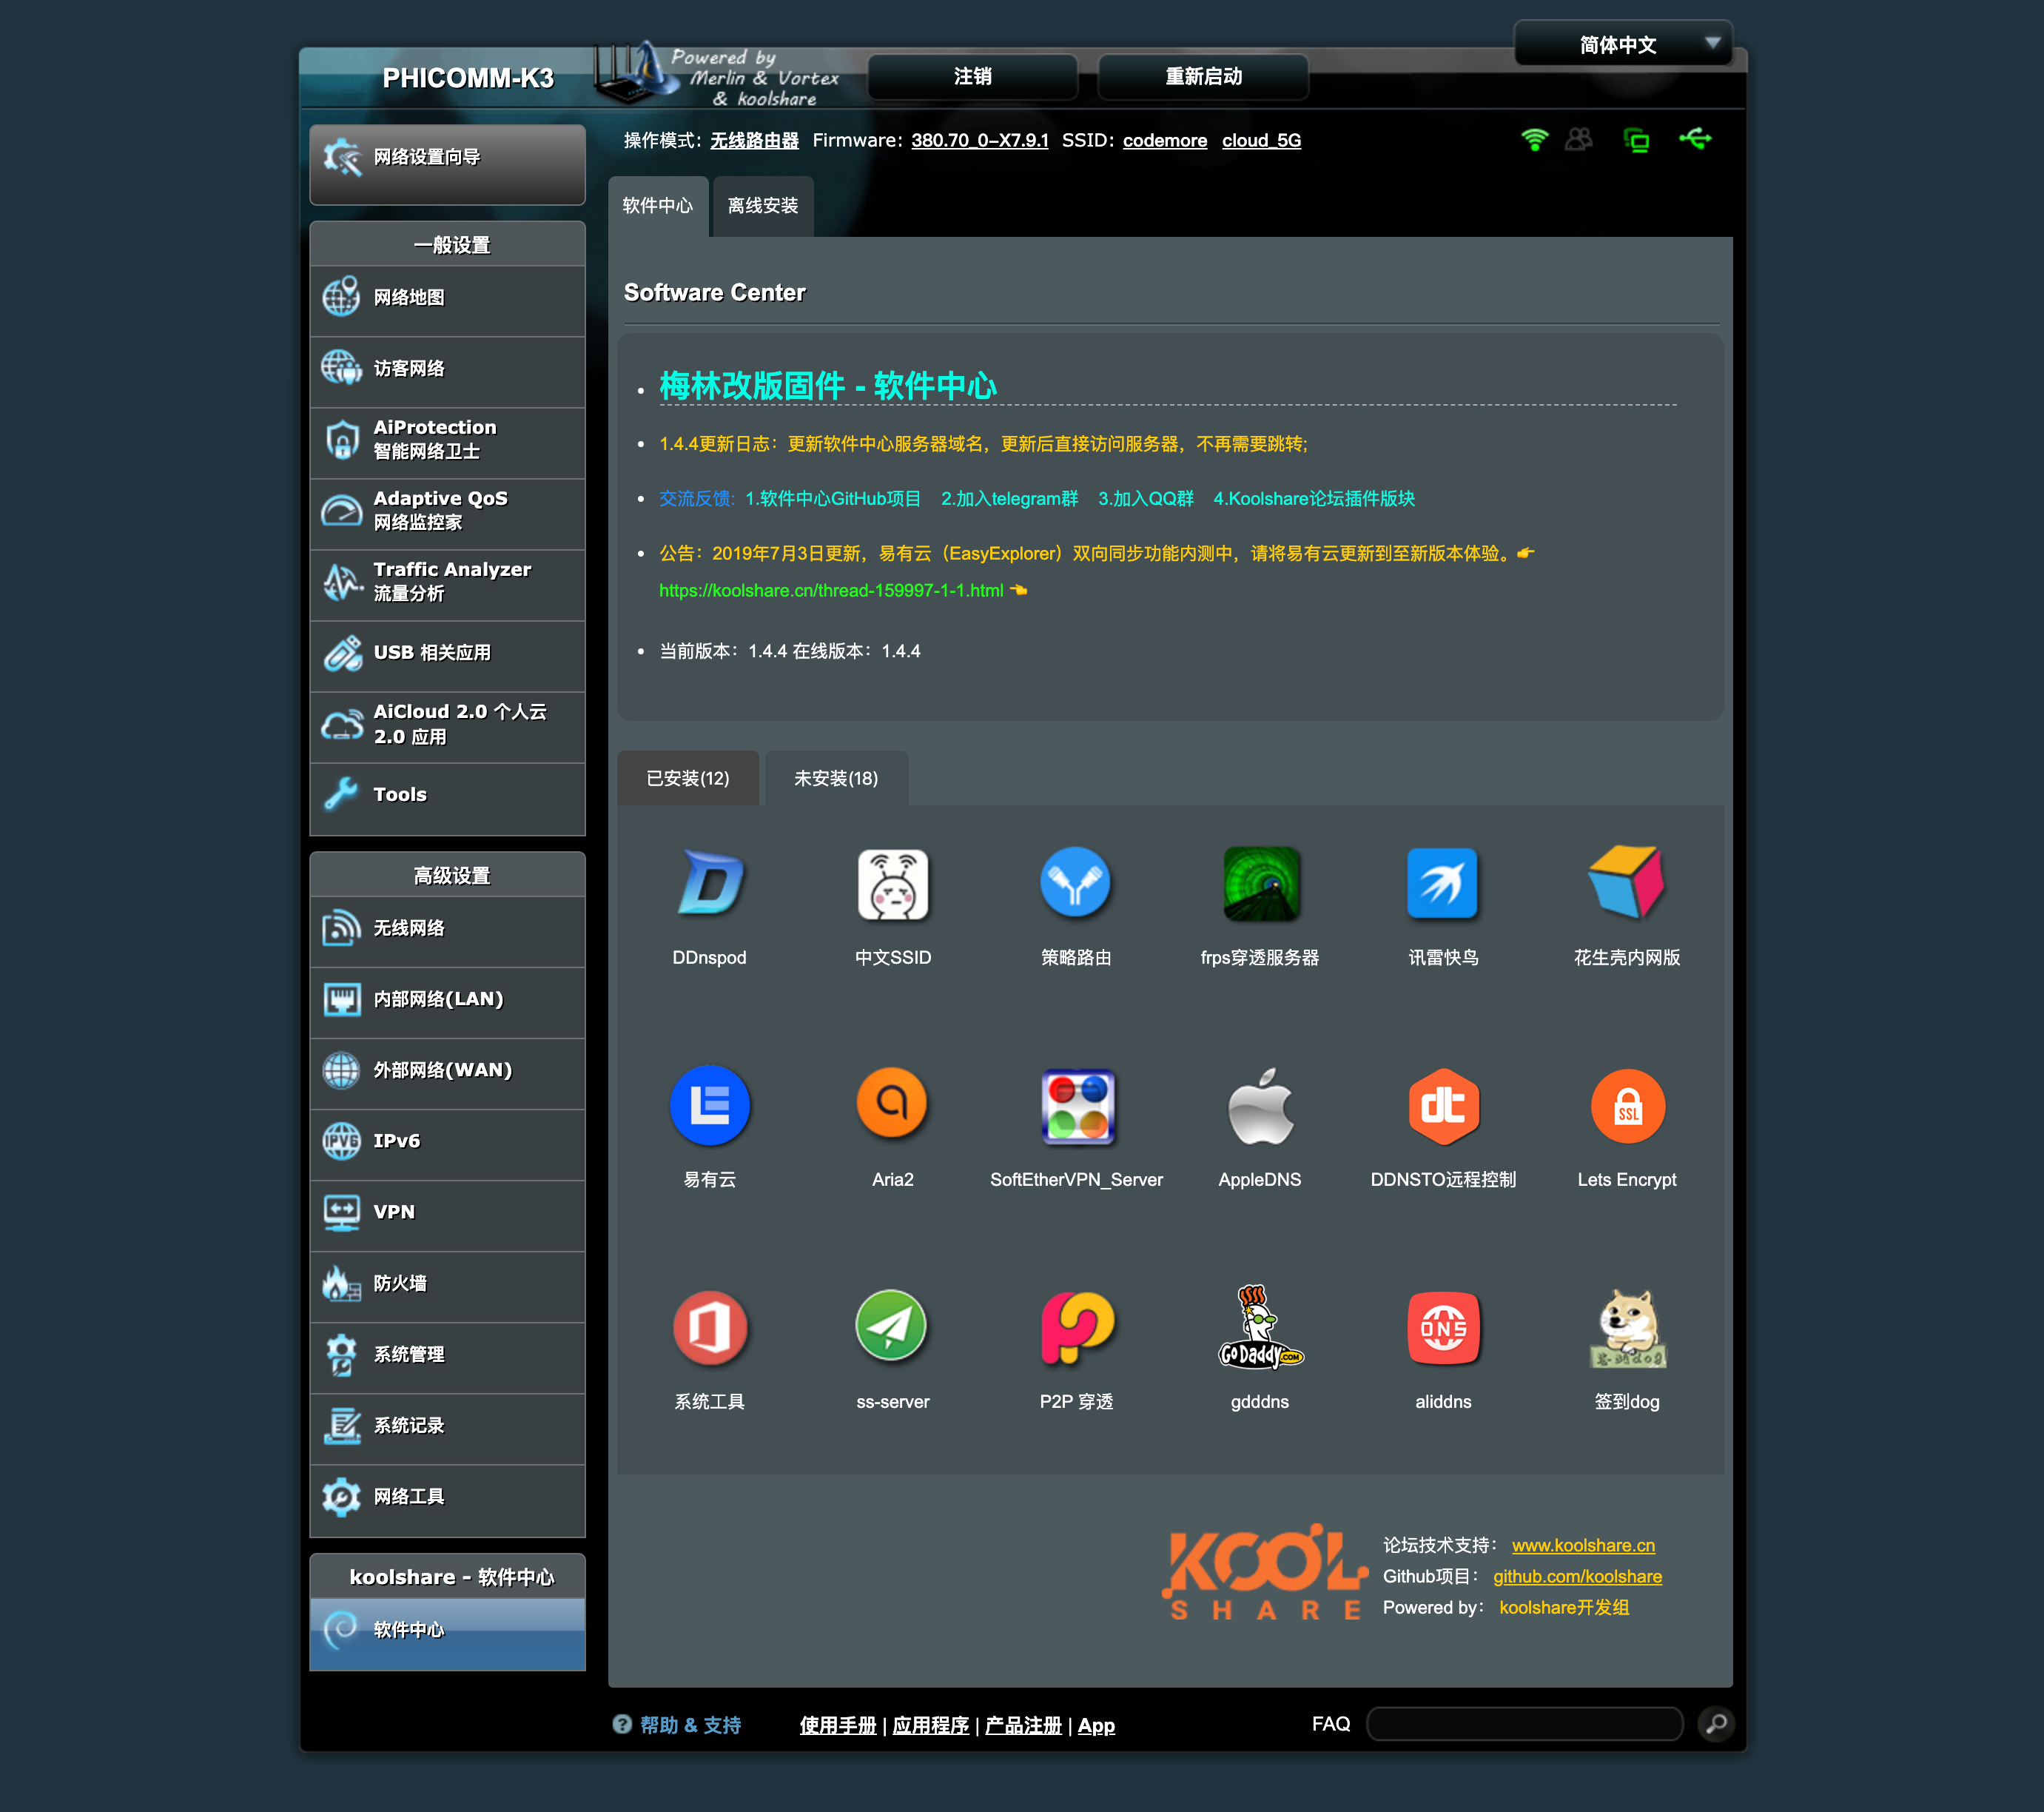 简体中文
PHICOMM-K3
Powered by
Merlin & Vortex
& koolshare
注销
重新启动
操作模式： 无线路由器 Firmware: 380.70_0-X7.9.1 SSID: codemore cloud_5G
网络设置向导
一般设置
网络地图
访客网络
AiProtection
智能网络卫士
Adaptive QoS
网络监控家
Traffic Analyzer
流量分析
USB 相关应用
AiCloud 2.0 个人云
2.0 应用
Tools
高级设置
无线网络
内部网络(LAN)
外部网络(WAN)
IPv6
VPN
防火墙
系统管理
系统记录
网络工具
koolshare - 软件中心
软件中心
软件中心 离线安装
Software Center
梅林改版固件 - 软件中心
1.4.4更新日志：更新软件中心服务器域名，更新后直接访问服务器，不再需要跳转;
交流反馈: 1.软件中心GitHub项目 2.加入telegram群 3.加入QQ群 4.Koolshare论坛插件版块
公告：2019年7月3日更新，易有云（EasyExplorer）双向同步功能内测中，请将易有云更新到至新版本体验。👉
https://koolshare.cn/thread-159997-1-1.html 👈
当前版本：1.4.4 在线版本：1.4.4
已安装(12) 未安装(18)
DDnspod 中文SSID 策略路由 frps穿透服务器 讯雷快鸟 花生壳内网版
SSL
易有云 Aria2 SoftEtherVPN_Server AppleDNS DDNSTO远程控制 Lets Encrypt
GoDaddy.COM
系统工具 ss-server P2P 穿透 gdddns aliddns 签到dog
KOOL
SHARE
论坛技术支持： www.koolshare.cn
Github项目： github.com/koolshare
Powered by： koolshare开发组
帮助 & 支持 使用手册 | 应用程序 | 产品注册 | App FAQ